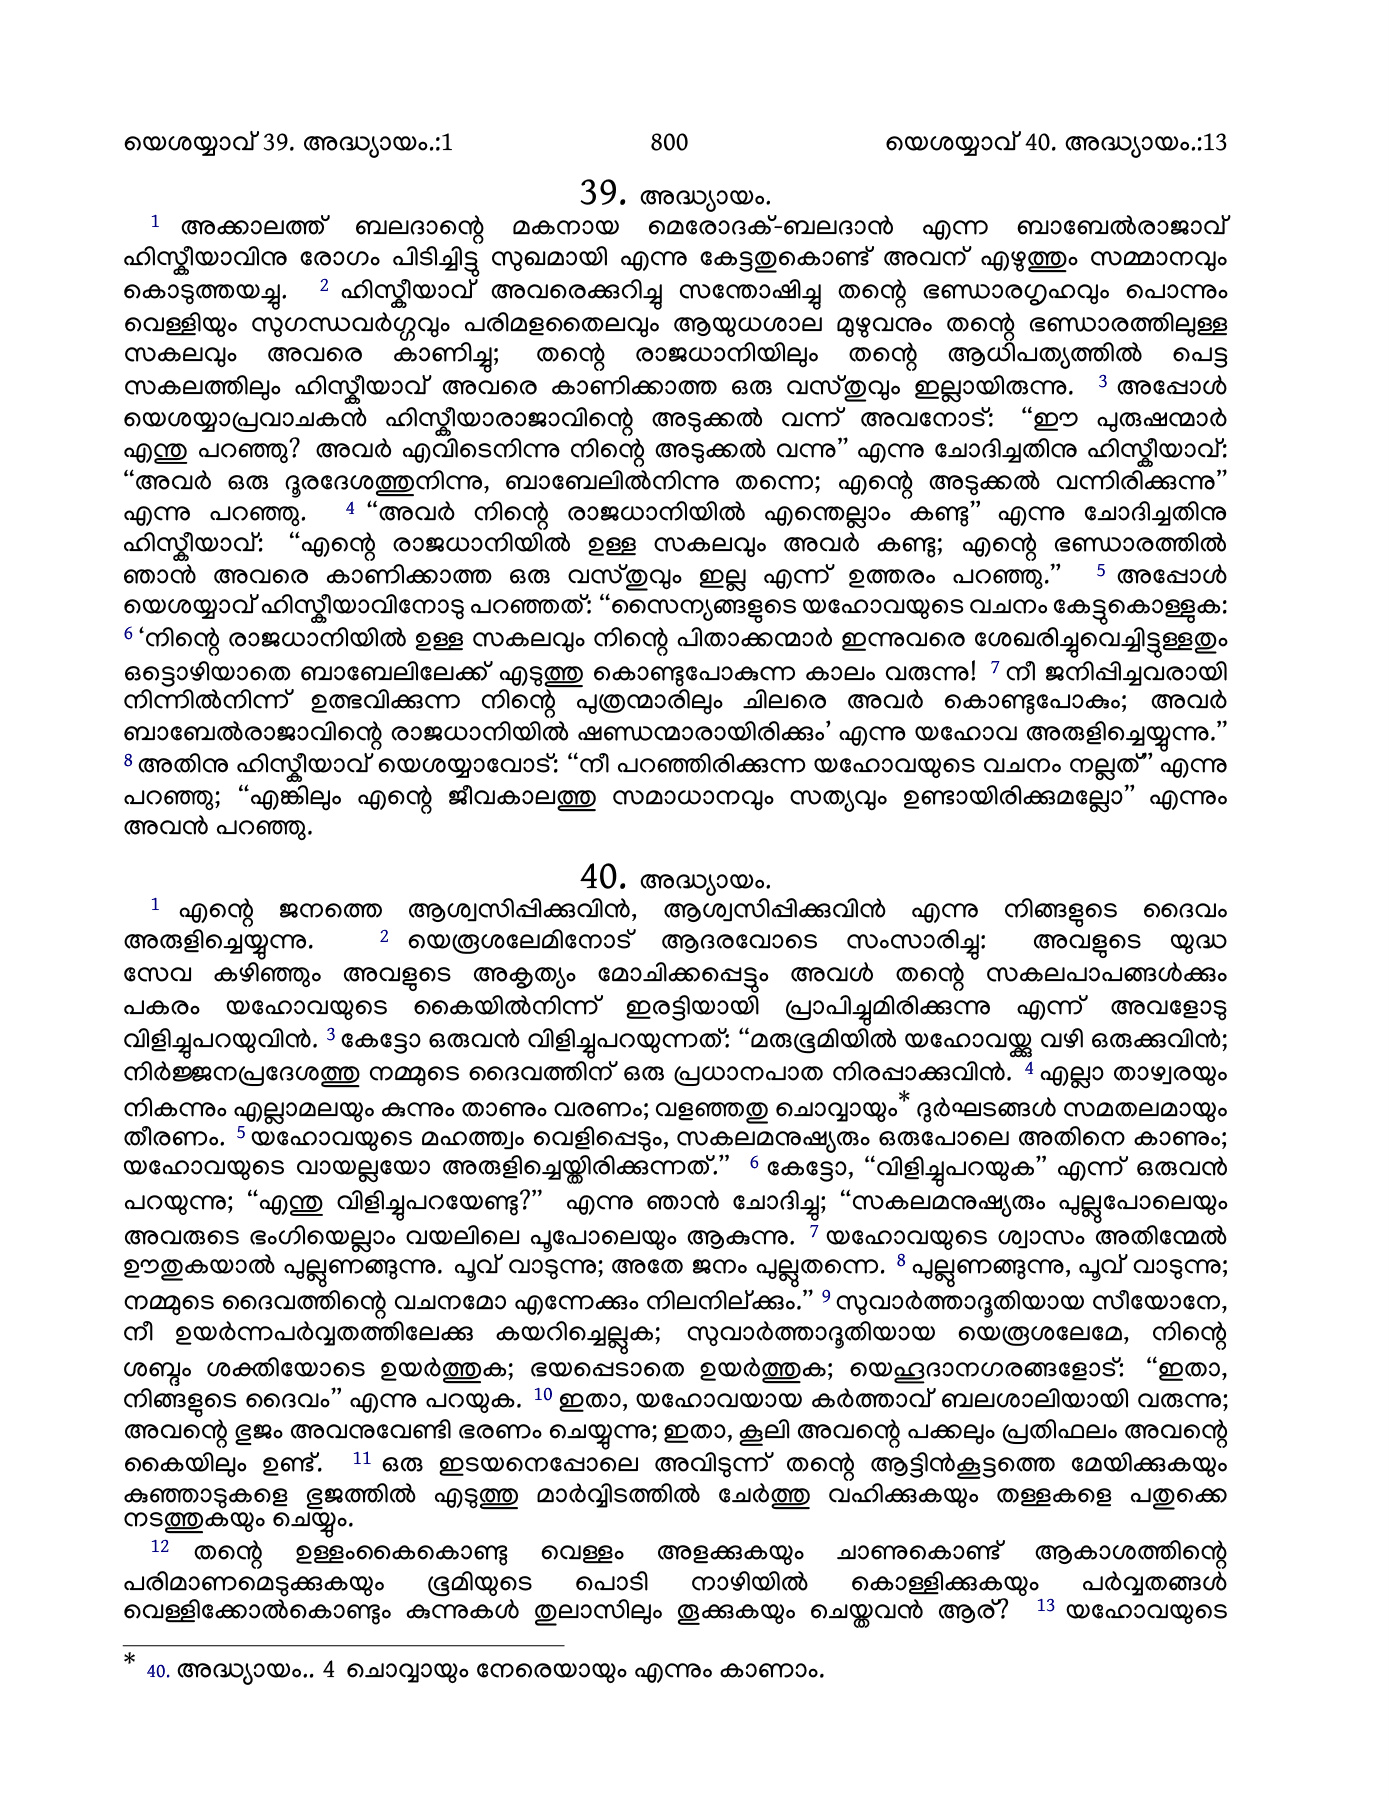 യെശയ്യാവ് 39. അദ്ധ്യായം.:1 800 യെശയ്യാവ് 40. അദ്ധ്യായം.:13
39. അദ്ധ്യായം.
1 അക്കാലത്ത് ബലദാന്റെ മകനായ മെരോദക്-ബലദാൻ എന്ന ബാബേൽരാജാവ്
ഹിസ്കീയാവിനു രോഗം പിടിച്ചിട്ടു സുഖമായി എന്നു കേട്ടതുകൊണ്ട് അവന് എഴുത്തും സമ്മാനവും
കൊടുത്തയച്ചു. 2 ഹിസ്കീയാവ് അവരെക്കുറിച്ചു സന്തോഷിച്ചു തന്റെ ഭണ്ഡാരഗൃഹവും പൊന്നും
വെള്ളിയും സുഗന്ധവർഗ്ഗവും പരിമളതൈലവും ആയുധശാല മുഴുവനും തന്റെ ഭണ്ഡാരത്തിലുള്ള
സകലവും അവരെ കാണിച്ചു; തന്റെ രാജധാനിയിലും തന്റെ ആധിപത്യത്തിൽ പെട്ട
സകലത്തിലും ഹിസ്കീയാവ് അവരെ കാണിക്കാത്ത ഒരു വസ്തുവും ഇല്ലായിരുന്നു. 3 അപ്പോൾ
യെശയ്യാപ്രവാചകൻ ഹിസ്കീയാരാജാവിന്റെ അടുക്കൽ വന്ന് അവനോട്: “ഈ പുരുഷന്മാർ
എന്തു പറഞ്ഞു? അവർ എവിടെനിന്നു നിന്റെ അടുക്കൽ വന്നു” എന്നു ചോദിച്ചതിനു ഹിസ്കീയാവ്:
“അവർ ഒരു ദൂരദേശത്തുനിന്നു, ബാബേലിൽനിന്നു തന്നെ; എന്റെ അടുക്കൽ വന്നിരിക്കുന്നു”
എന്നു പറഞ്ഞു. 4 “അവർ നിന്റെ രാജധാനിയിൽ എന്തെല്ലാം കണ്ടു” എന്നു ചോദിച്ചതിനു
ഹിസ്കീയാവ്: “എന്റെ രാജധാനിയിൽ ഉള്ള സകലവും അവർ കണ്ടു; എന്റെ ഭണ്ഡാരത്തിൽ
ഞാൻ അവരെ കാണിക്കാത്ത ഒരു വസ്തുവും ഇല്ല എന്ന് ഉത്തരം പറഞ്ഞു.” 5 അപ്പോൾ
യെശയ്യാവ് ഹിസ്കീയാവിനോടു പറഞ്ഞത്: “സൈന്യങ്ങളുടെ യഹോവയുടെ വചനം കേട്ടുകൊള്ളുക:
6 ‘നിന്റെ രാജധാനിയിൽ ഉള്ള സകലവും നിന്റെ പിതാക്കന്മാർ ഇന്നുവരെ ശേഖരിച്ചുവെച്ചിട്ടുള്ളതും
ഒട്ടൊഴിയാതെ ബാബേലിലേക്ക് എടുത്തു കൊണ്ടുപോകുന്ന കാലം വരുന്നു! 7 നീ ജനിപ്പിച്ചവരായി
നിന്നിൽനിന്ന് ഉത്ഭവിക്കുന്ന നിന്റെ പുത്രന്മാരിലും ചിലരെ അവർ കൊണ്ടുപോകും; അവർ
ബാബേൽരാജാവിന്റെ രാജധാനിയിൽ ഷണ്ഡന്മാരായിരിക്കും’ എന്നു യഹോവ അരുളിച്ചെയ്യുന്നു.”
8 അതിനു ഹിസ്കീയാവ് യെശയ്യാവോട്: “നീ പറഞ്ഞിരിക്കുന്ന യഹോവയുടെ വചനം നല്ലത്” എന്നു
പറഞ്ഞു; “എങ്കിലും എന്റെ ജീവകാലത്തു സമാധാനവും സത്യവും ഉണ്ടായിരിക്കുമല്ലോ” എന്നും
അവൻ പറഞ്ഞു.
40. അദ്ധ്യായം.
1 എന്റെ ജനത്തെ ആശ്വസിപ്പിക്കുവിൻ, ആശ്വസിപ്പിക്കുവിൻ എന്നു നിങ്ങളുടെ ദൈവം
അരുളിച്ചെയ്യുന്നു. 2 യെരൂശലേമിനോട് ആദരവോടെ സംസാരിച്ചു: അവളുടെ യുദ്ധ
സേവ കഴിഞ്ഞും അവളുടെ അകൃത്യം മോചിക്കപ്പെട്ടും അവൾ തന്റെ സകലപാപങ്ങൾക്കും
പകരം യഹോവയുടെ കൈയിൽനിന്ന് ഇരട്ടിയായി പ്രാപിച്ചുമിരിക്കുന്നു എന്ന് അവളോടു
വിളിച്ചുപറയുവിൻ. 3 കേട്ടോ ഒരുവൻ വിളിച്ചുപറയുന്നത്: “മരുഭൂമിയിൽ യഹോവയ്ക്കു വഴി ഒരുക്കുവിൻ;
നിർജ്ജനപ്രദേശത്തു നമ്മുടെ ദൈവത്തിന് ഒരു പ്രധാനപാത നിരപ്പാക്കുവിൻ. 4 എല്ലാ താഴ്വരയും
നികന്നും എല്ലാമലയും കുന്നും താണും വരണം; വളഞ്ഞതു ചൊവ്വായും* ദുർഘടങ്ങൾ സമതലമായും
തീരണം. 5 യഹോവയുടെ മഹത്ത്വം വെളിപ്പെടും, സകലമനുഷ്യരും ഒരുപോലെ അതിനെ കാണും;
യഹോവയുടെ വായല്ലയോ അരുളിച്ചെയ്തിരിക്കുന്നത്.” 6 കേട്ടോ, “വിളിച്ചുപറയുക” എന്ന് ഒരുവൻ
പറയുന്നു; “എന്തു വിളിച്ചുപറയേണ്ടു?” എന്നു ഞാൻ ചോദിച്ചു; “സകലമനുഷ്യരും പുല്ലുപോലെയും
അവരുടെ ഭംഗിയെല്ലാം വയലിലെ പൂപോലെയും ആകുന്നു. 7 യഹോവയുടെ ശ്വാസം അതിന്മേൽ
ഊതുകയാൽ പുല്ലുണങ്ങുന്നു. പൂവ് വാടുന്നു; അതേ ജനം പുല്ലുതന്നെ. 8 പുല്ലുണങ്ങുന്നു, പൂവ് വാടുന്നു;
നമ്മുടെ ദൈവത്തിന്റെ വചനമോ എന്നേക്കും നിലനില്ക്കും.” 9 സുവാർത്താദൂതിയായ സീയോനേ,
നീ ഉയർന്നപർവ്വതത്തിലേക്കു കയറിച്ചെല്ലുക; സുവാർത്താദൂതിയായ യെരൂശലേമേ, നിന്റെ
ശബ്ദം ശക്തിയോടെ ഉയർത്തുക; ഭയപ്പെടാതെ ഉയർത്തുക; യെഹൂദാനഗരങ്ങളോട്: “ഇതാ,
നിങ്ങളുടെ ദൈവം” എന്നു പറയുക. 10 ഇതാ, യഹോവയായ കർത്താവ് ബലശാലിയായി വരുന്നു;
അവന്റെ ഭുജം അവനുവേണ്ടി ഭരണം ചെയ്യുന്നു; ഇതാ, കൂലി അവന്റെ പക്കലും പ്രതിഫലം അവന്റെ
കൈയിലും ഉണ്ട്. 11 ഒരു ഇടയനെപ്പോലെ അവിടുന്ന് തന്റെ ആട്ടിൻകൂട്ടത്തെ മേയിക്കുകയും
കുഞ്ഞാടുകളെ ഭുജത്തിൽ എടുത്തു മാർവ്വിടത്തിൽ ചേർത്തു വഹിക്കുകയും തള്ളകളെ പതുക്കെ
നടത്തുകയും ചെയ്യും.
12 തന്റെ ഉള്ളംകൈകൊണ്ടു വെള്ളം അളക്കുകയും ചാണുകൊണ്ട് ആകാശത്തിന്റെ
പരിമാണമെടുക്കുകയും ഭൂമിയുടെ പൊടി നാഴിയിൽ കൊള്ളിക്കുകയും പർവ്വതങ്ങൾ
വെള്ളിക്കോൽകൊണ്ടും കുന്നുകൾ തുലാസിലും തൂക്കുകയും ചെയ്തവൻ ആര്? 13 യഹോവയുടെ
* 40. അദ്ധ്യായം.. 4 ചൊവ്വായും നേരെയായും എന്നും കാണാം.